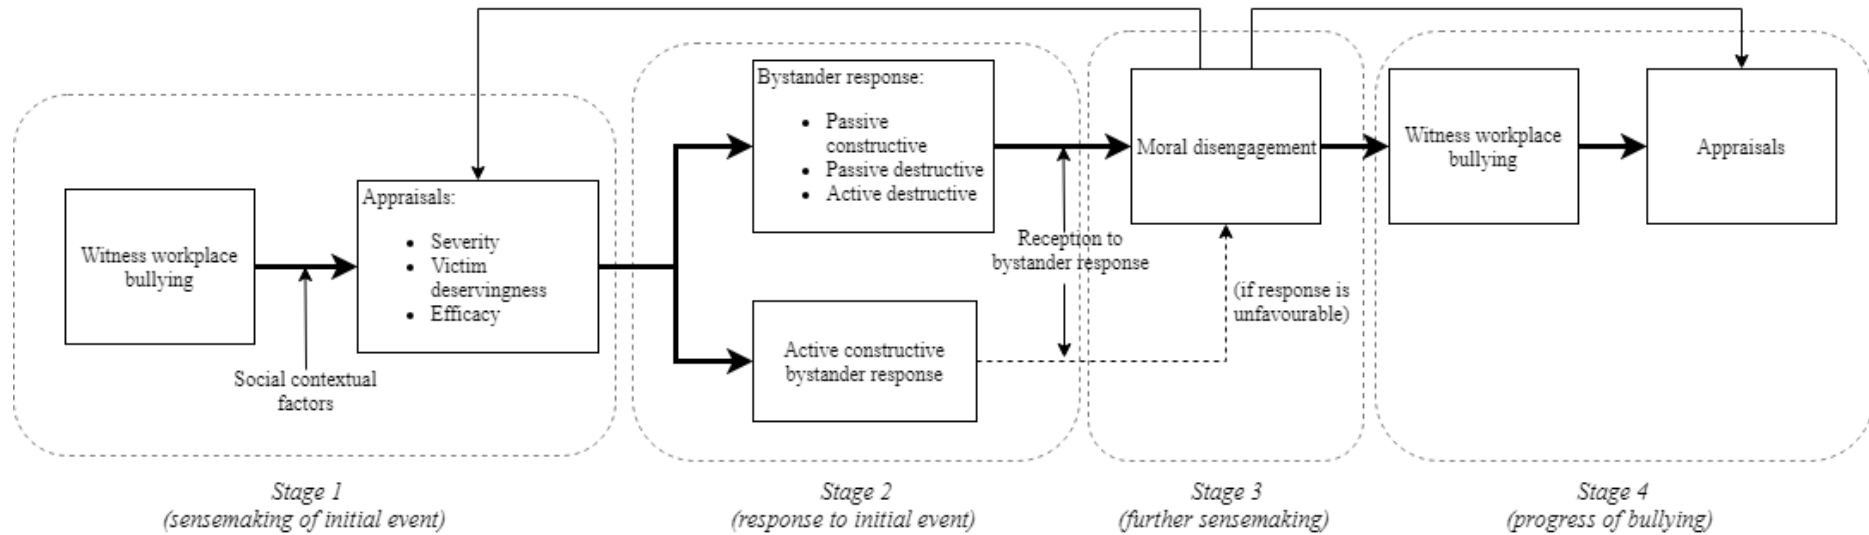 Witness workplace
bullying
Social contextual
factors
Appraisals:
• Severity
• Victim
deservingness
• Efficacy
Bystander response:
• Passive
constructive
• Passive destructive
• Active destructive
Active constructive
bystander response
Reception to
bystander response
Moral disengagement
(if response is
unfavourable)
Witness workplace
bullying
Appraisals
Stage 1
(sensemaking of initial event)
Stage 2
(response to initial event)
Stage 3
(further sensemaking)
Stage 4
(progress of bullying)